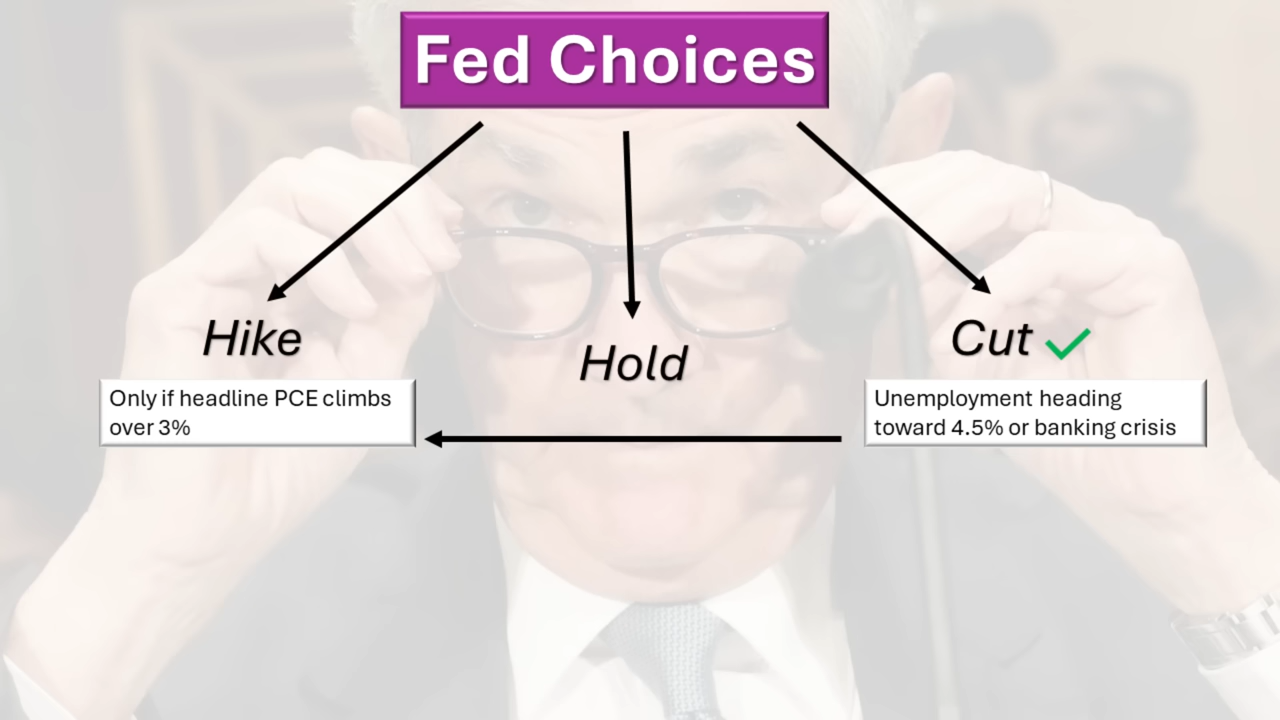 Fed Choices
Hike
Hold
Cut
Only if headline PCE climbs
over 3%
Unemployment heading
toward 4.5% or banking crisis